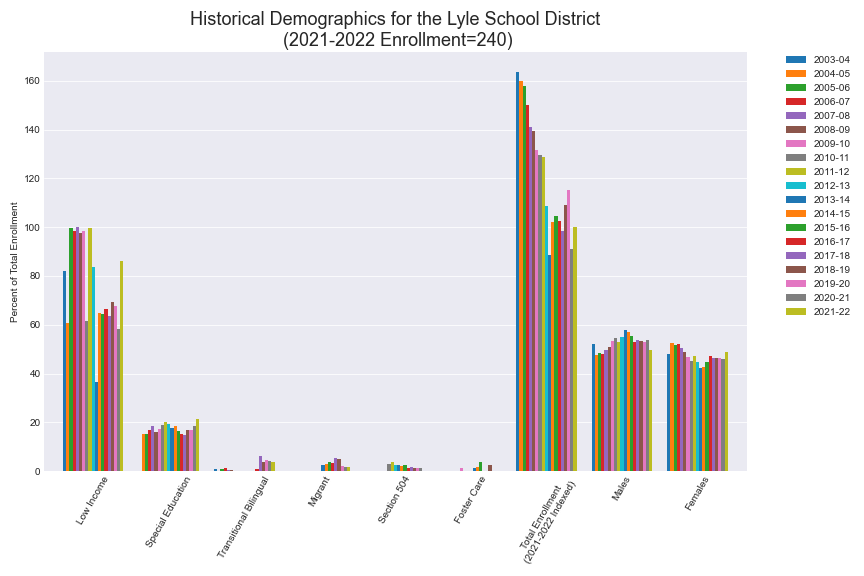 Historical Demographics for the Lyle School District
(2021-2022 Enrollment=240)
Percent of Total Enrollment
160
140
120
100
80
60
40
20
0
Low Income
Special Education
Transitional Bilingual
Migrant
Section 504
Foster Care
Total Enrollment
(2021-2022 Indexed)
Males
Females
2003-04
2004-05
2005-06
2006-07
2007-08
2008-09
2009-10
2010-11
2011-12
2012-13
2013-14
2014-15
2015-16
2016-17
2017-18
2018-19
2019-20
2020-21
2021-22